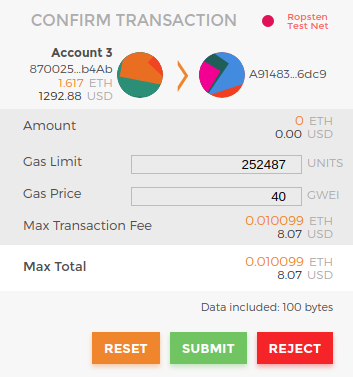 CONFIRM TRANSACTION
Ropsten
Test Net
Account 3
870025...b4Ab
1.617 ETH
1292.88 USD
A91483...6dc9
Amount
0 ETH
0.00 USD
Gas Limit 252487 UNITS
Gas Price 40 GWEI
Max Transaction Fee
0.010099 ETH
8.07 USD
Max Total
0.010099 ETH
8.07 USD
Data included: 100 bytes
RESET SUBMIT REJECT